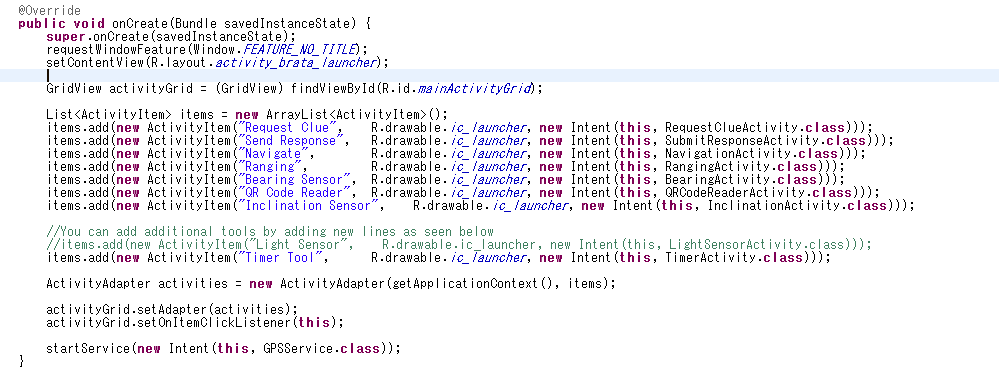 @Override
public void onCreate(Bundle savedInstanceState) {
super.onCreate(savedInstanceState);
requestWindowFeature(Window.FEATURE_NO_TITLE);
setContentView(R.layout.activity_brata_launcher);
GridView activityGrid = (GridView) findViewById(R.id.mainActivityGrid);
List<ActivityItem> items = new ArrayList<ActivityItem>();
items.add(new ActivityItem("Request Clue", R.drawable.ic_launcher, new Intent(this, RequestClueActivity.class)));
items.add(new ActivityItem("Send Response", R.drawable.ic_launcher, new Intent(this, SubmitResponseActivity.class)));
items.add(new ActivityItem("Navigate", R.drawable.ic_launcher, new Intent(this, NavigationActivity.class)));
items.add(new ActivityItem("Ranging", R.drawable.ic_launcher, new Intent(this, RangingActivity.class)));
items.add(new ActivityItem("Bearing Sensor", R.drawable.ic_launcher, new Intent(this, BearingActivity.class)));
items.add(new ActivityItem("QR Code Reader", R.drawable.ic_launcher, new Intent(this, QRCodeReaderActivity.class)));
items.add(new ActivityItem("Inclination Sensor", R.drawable.ic_launcher, new Intent(this, InclinationActivity.class)));
//You can add additional tools by adding new lines as seen below
//items.add(new ActivityItem("Light Sensor", R.drawable.ic_launcher, new Intent(this, LightSensorActivity.class)));
items.add(new ActivityItem("Timer Tool", R.drawable.ic_launcher, new Intent(this, TimerActivity.class)));
ActivityAdapter activities = new ActivityAdapter(getApplicationContext(), items);
activityGrid.setAdapter(activities);
activityGrid.setOnItemClickListener(this);
startService(new Intent(this, GPSService.class));
}